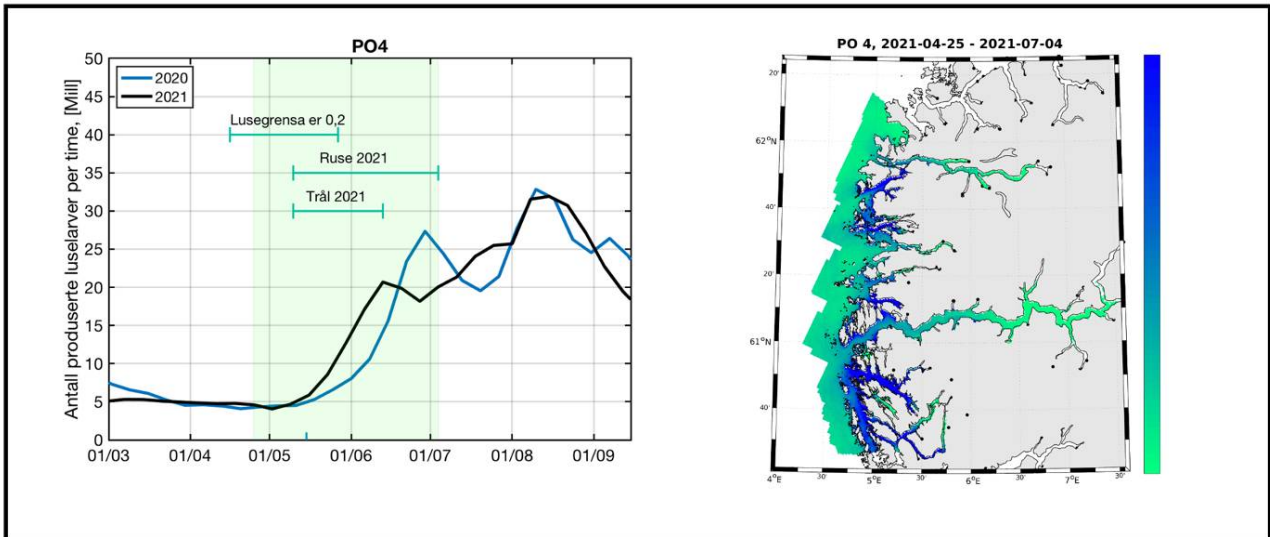 PO4
Antall produserte luselarver per time, [Mill]
50
45
40
35
30
25
20
15
10
5
0
2020
2021
Lusegrensa er 0,2
Ruse 2021
Trål 2021
01/03
01/04
01/05
01/06
01/07
01/08
01/09
PO 4, 2021-04-25 - 2021-07-04
20'
62°N
40'
20'
61°N
40'
4°E
30'
5°E
30'
6°E
30'
7°E
30'